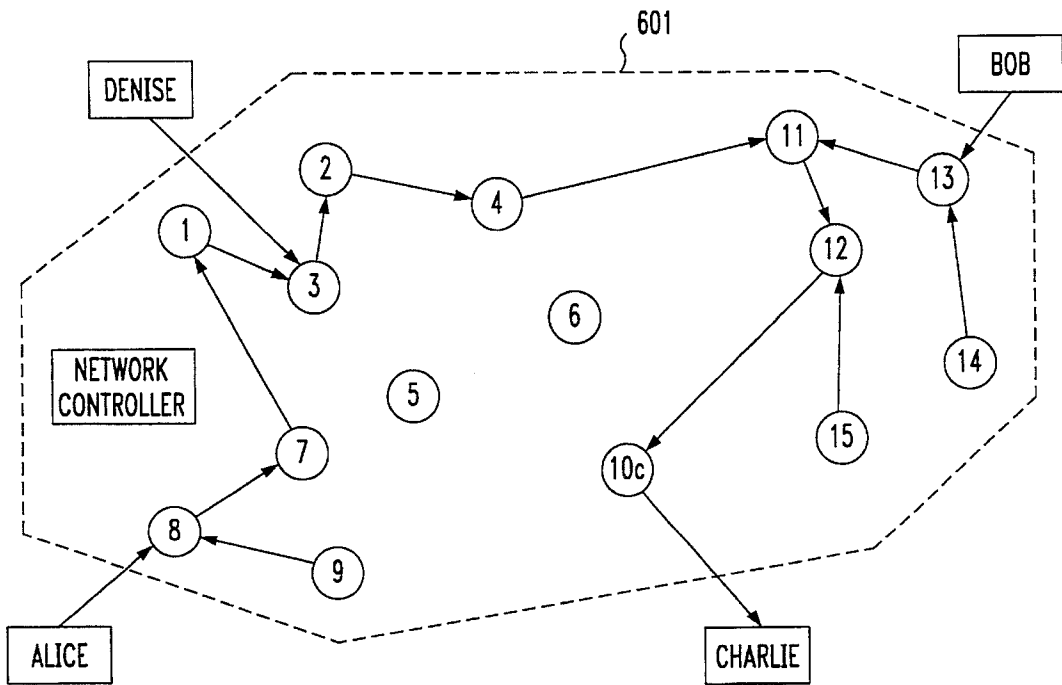 601
DENISE
BOB
11
2
13
4
1
12
3
6
NETWORK
CONTROLLER
14
5
15
7
10c
8
9
ALICE
CHARLIE